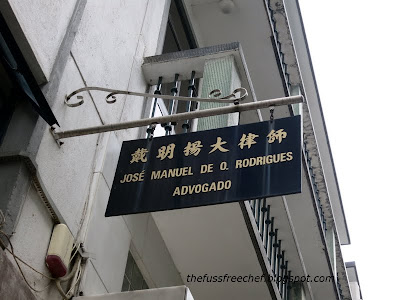 戴明揚大律師
JOSÉ MANUEL DE O. RODRIGUES
ADVOGADO
thefussfreechef.blogspot.com